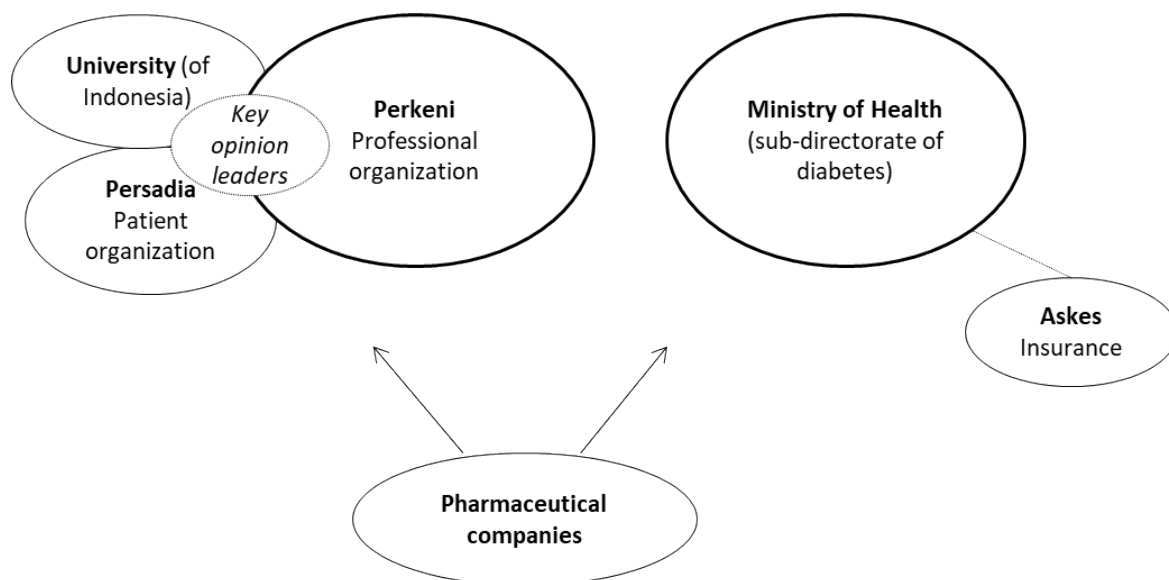 University (of
Indonesia)
Key
opinion
leaders
Persadia
Patient
organization
Perkeni
Professional
organization
Ministry of Health
(sub-directorate of
diabetes)
Askes
Insurance
Pharmaceutical
companies